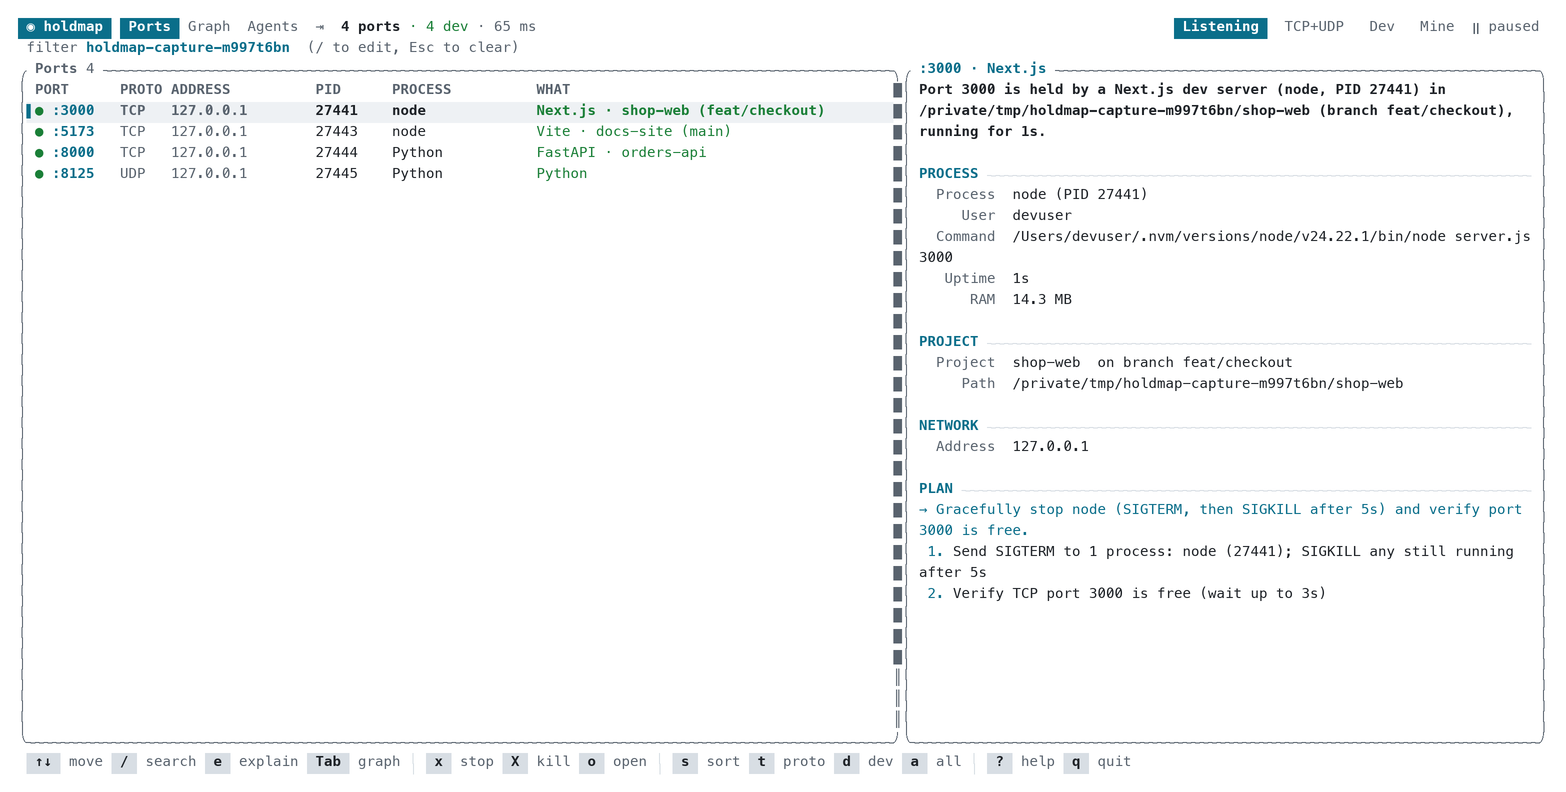 ◉ holdmap Ports Graph Agents ⇥ 4 ports · 4 dev · 65 ms Listening TCP+UDP Dev Mine ‖ paused
filter holdmap-capture-m997t6bn (/ to edit, Esc to clear)
Ports 4
PORT PROTO ADDRESS PID PROCESS WHAT
● :3000 TCP 127.0.0.1 27441 node Next.js · shop-web (feat/checkout)
● :5173 TCP 127.0.0.1 27443 node Vite · docs-site (main)
● :8000 TCP 127.0.0.1 27444 Python FastAPI · orders-api
● :8125 UDP 127.0.0.1 27445 Python Python
:3000 · Next.js
Port 3000 is held by a Next.js dev server (node, PID 27441) in
/private/tmp/holdmap-capture-m997t6bn/shop-web (branch feat/checkout),
running for 1s.
PROCESS
Process node (PID 27441)
User devuser
Command /Users/devuser/.nvm/versions/node/v24.22.1/bin/node server.js
3000
Uptime 1s
RAM 14.3 MB
PROJECT
Project shop-web on branch feat/checkout
Path /private/tmp/holdmap-capture-m997t6bn/shop-web
NETWORK
Address 127.0.0.1
PLAN
→ Gracefully stop node (SIGTERM, then SIGKILL after 5s) and verify port
3000 is free.
1. Send SIGTERM to 1 process: node (27441); SIGKILL any still running
after 5s
2. Verify TCP port 3000 is free (wait up to 3s)
↑↓ move / search e explain Tab graph x stop X kill o open s sort t proto d dev a all ? help q quit